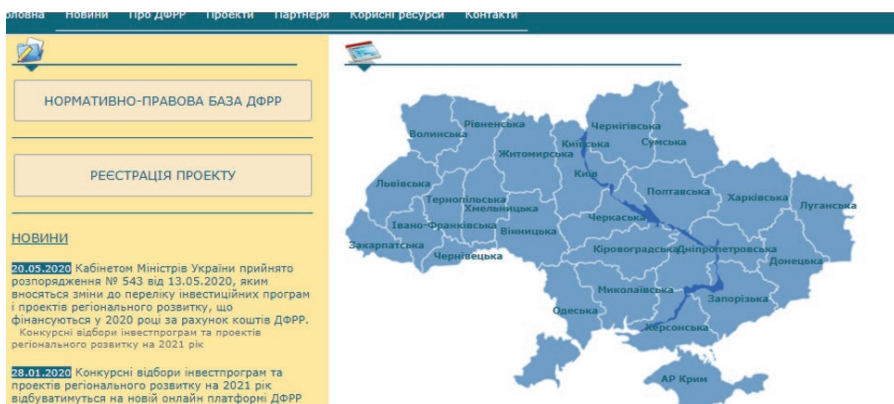 Новини Про ДФРР Проекти Партнери Корисні ресурси Контакти
НОРМАТИВНО-ПРАВОВА БАЗА ДФРР
РЕЄСТРАЦІЯ ПРОЕКТУ
НОВИНИ
20.05.2020 Кабінетом Міністрів України прийнято
розпорядження № 543 від 13.05.2020, яким
вносяться зміни до переліку інвестиційних програм
і проектів регіонального розвитку, що
фінансуються у 2020 році за рахунок коштів ДФРР.
Конкурсні відбори інвестпрограм та проектів
регіонального розвитку на 2021 рік
28.01.2020 Конкурсні відбори інвестпрограм та
проектів регіонального розвитку на 2021 рік
відбуватимуться на новій онлайн платформі ДФРР
Волинська
Рівненська
Житомирська
Київська
Київ
Чернігівська
Сумська
Львівська
Тернопільська
Хмельницька
Полтавська
Харківська
Луганська
Івано-Франківська
Вінницька
Черкаська
Закарпатська
Чернівецька
Кіровоградська
Дніпропетровська
Донецька
Миколаївська
Запорізька
Одеська
Херсонська
АР Крим